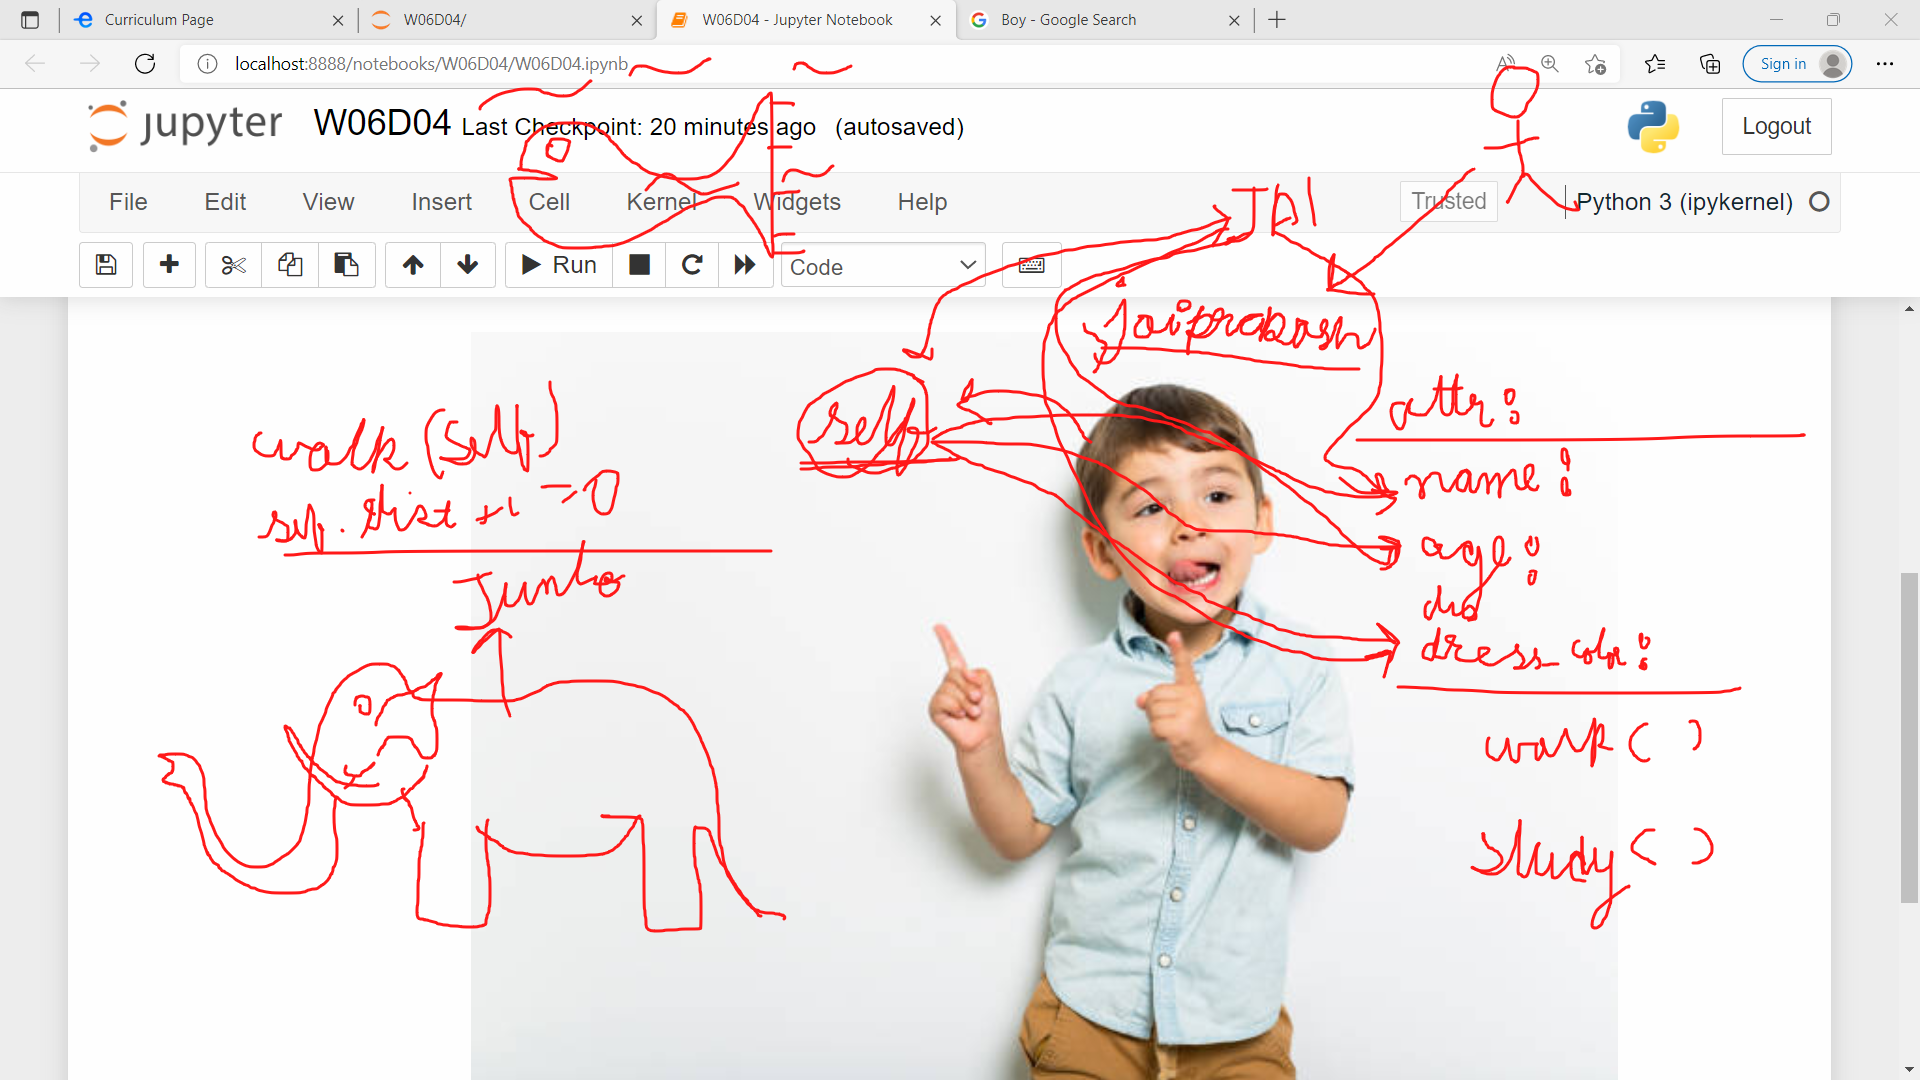 Curriculum Page
W06D04/
W06D04 - Jupyter Notebook
Boy - Google Search
localhost:8888/notebooks/W06D04/W06D04.ipynb
Sign in
jupyter W06D04 Last Checkpoint: 20 minutes ago (autosaved)
Logout
File Edit View Insert Cell Kernel Widgets Help
Trusted
Python 3 (ipykernel)
Run
Code
JAI
Jaiprakash
self
attr:
name:
age:
dre
dress_color:
walk( )
study( )
walk(self)
self.dist +1 =0
Jumbo